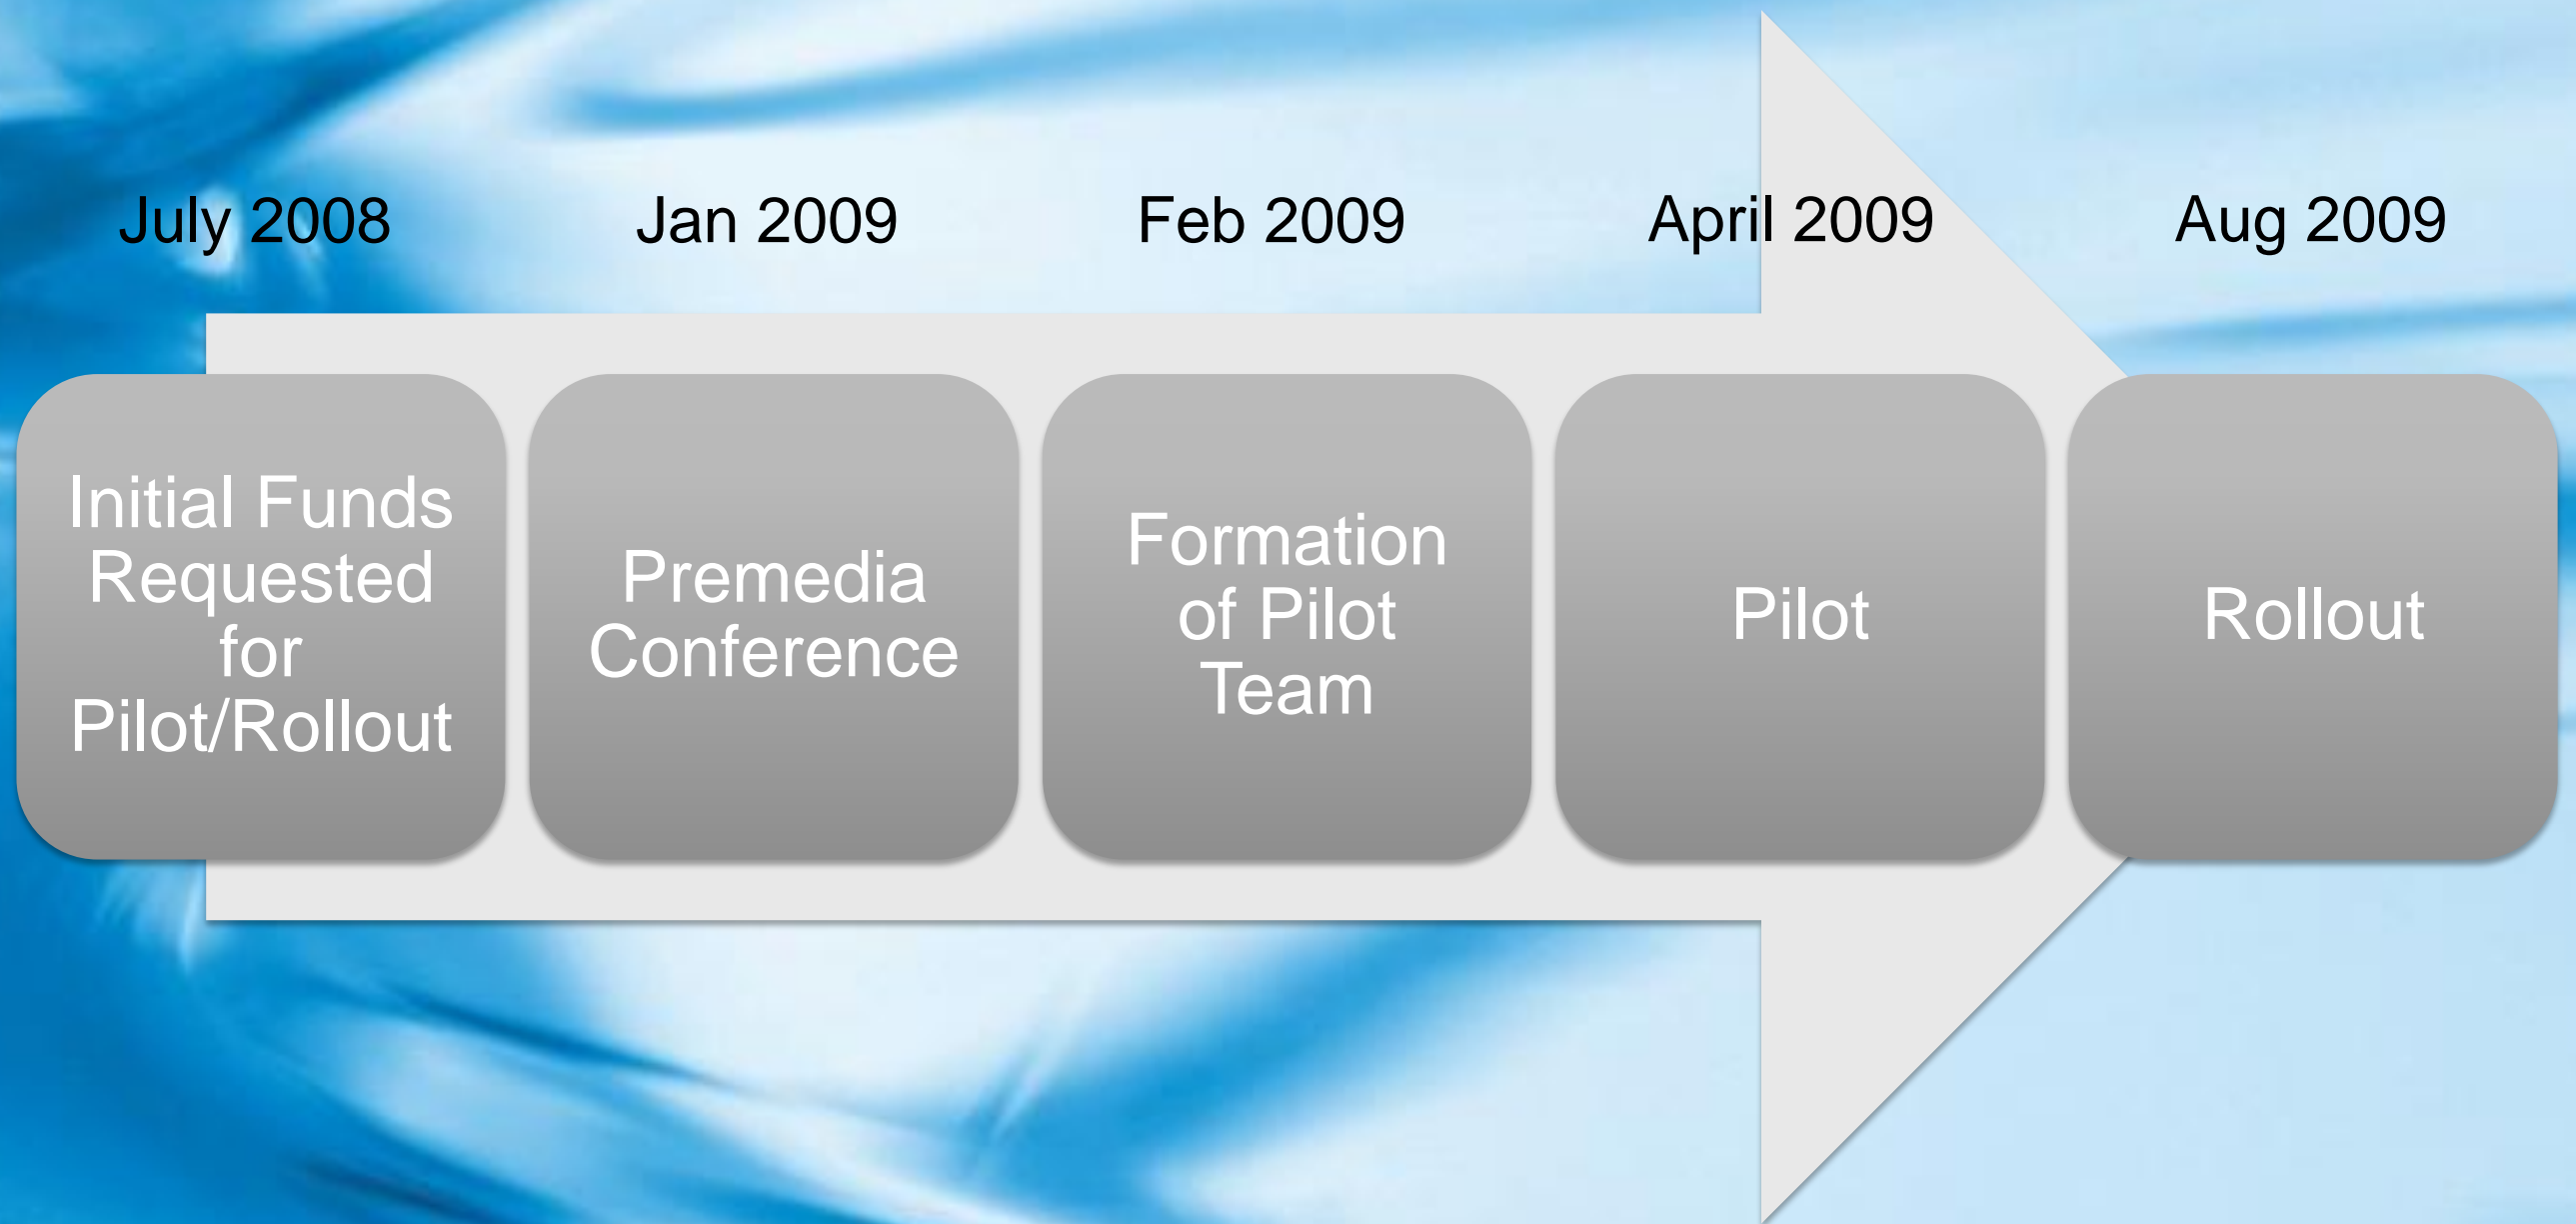 July 2008
Jan 2009
Feb 2009
April 2009
Aug 2009
Initial Funds
Requested
for
Pilot/Rollout
Premedia
Conference
Formation
of Pilot
Team
Pilot
Rollout